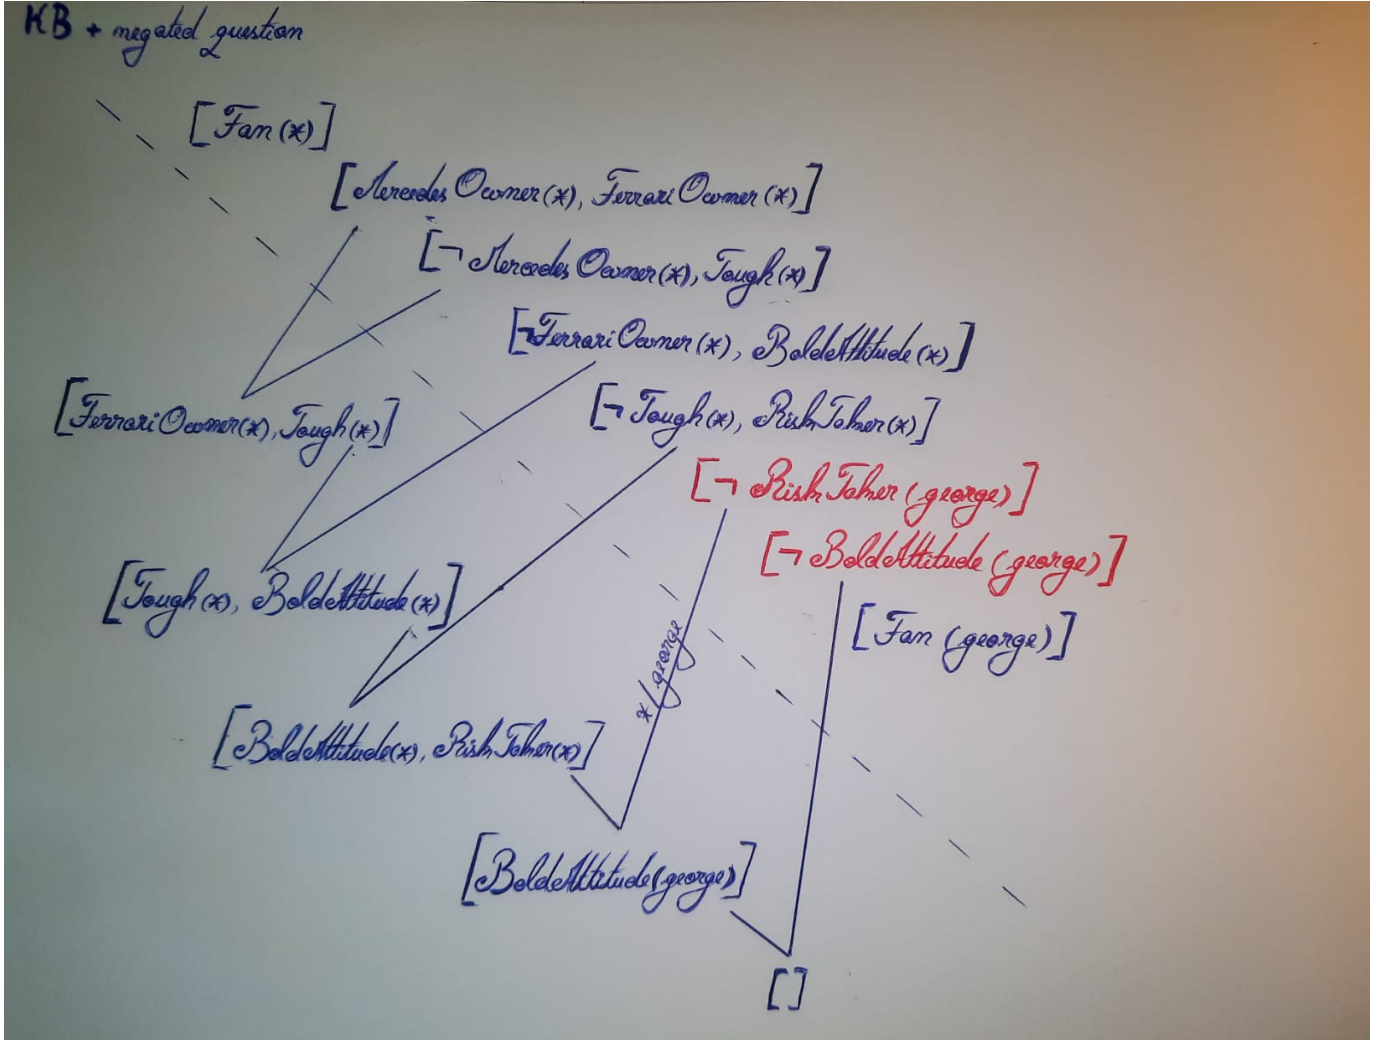 KB + negated question
[Fan(x)]
[MercedesOwner(x), FerrariOwner(x)]
[¬MercedesOwner(x), Tough(x)]
[¬FerrariOwner(x), BoldAttitude(x)]
[FerrariOwner(x), Tough(x)]
[¬Tough(x), RiskTaker(x)]
[¬RiskTaker(george)]
[¬BoldAttitude(george)]
[Tough(x), BoldAttitude(x)]
[Fan(george)]
x/george
[BoldAttitude(x), RiskTaker(x)]
[BoldAttitude(george)]
[]